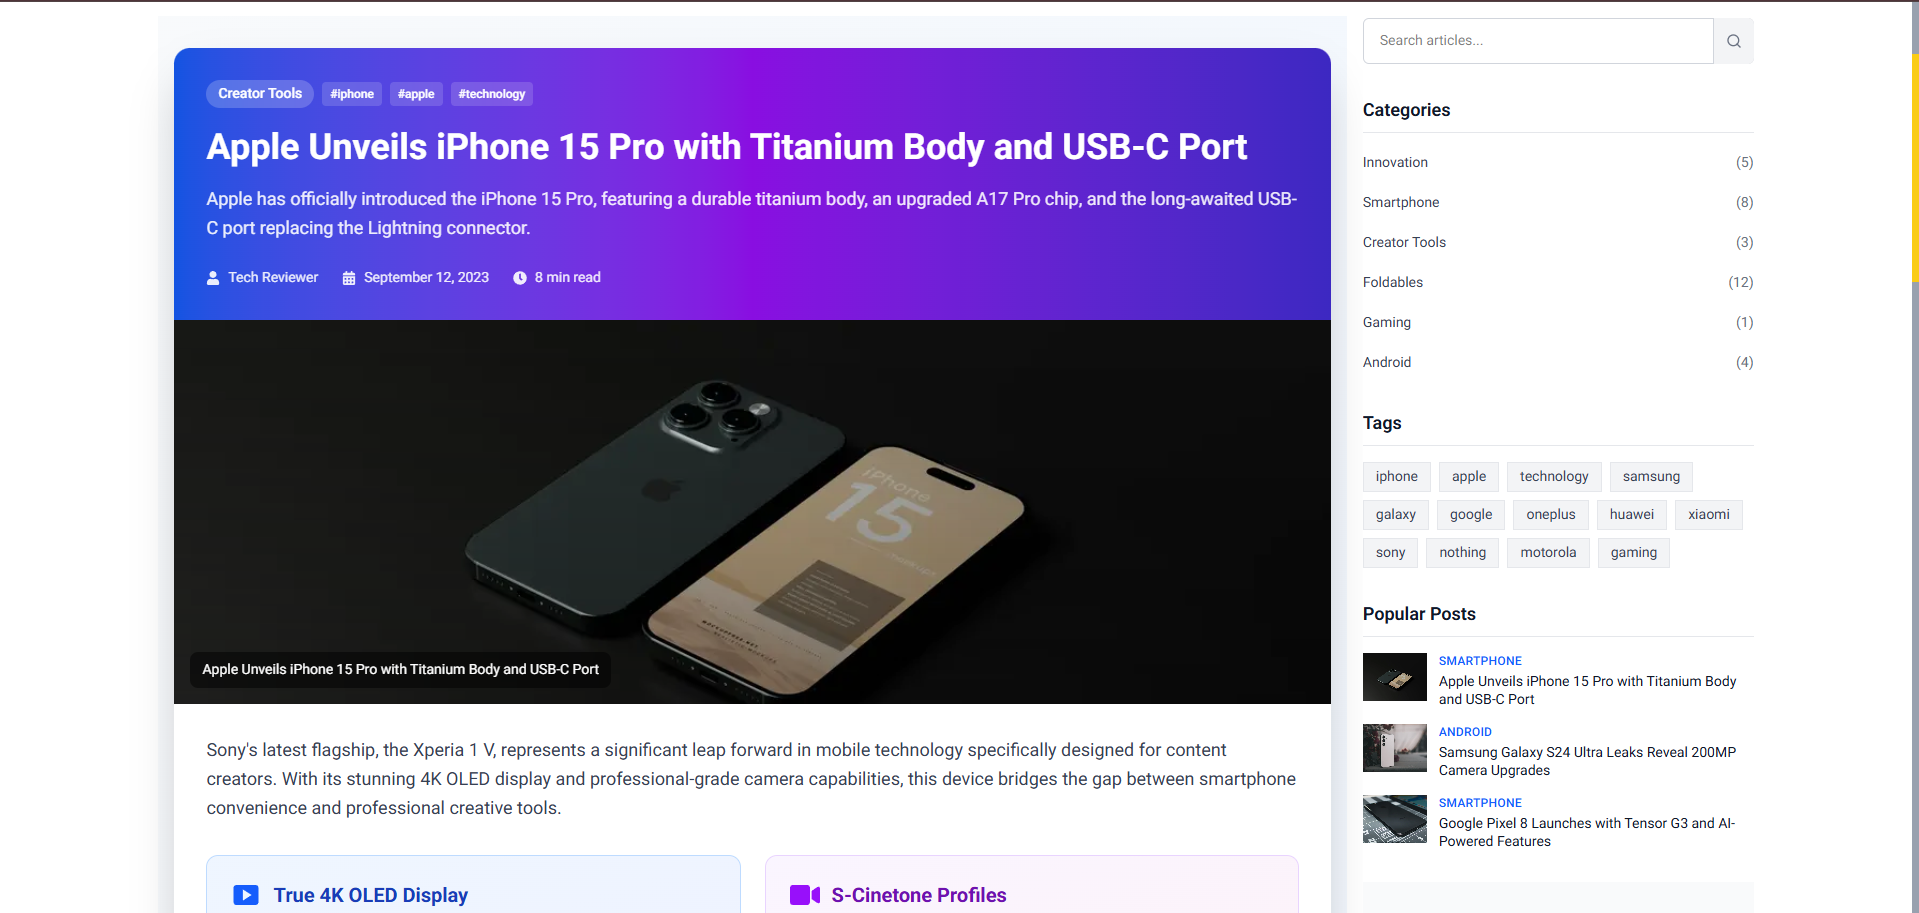 Creator Tools #iphone #apple #technology
Apple Unveils iPhone 15 Pro with Titanium Body and USB-C Port
Apple has officially introduced the iPhone 15 Pro, featuring a durable titanium body, an upgraded A17 Pro chip, and the long-awaited USB-
C port replacing the Lightning connector.
Tech Reviewer September 12, 2023 8 min read
iPhone
15
Apple Unveils iPhone 15 Pro with Titanium Body and USB-C Port
Sony's latest flagship, the Xperia 1 V, represents a significant leap forward in mobile technology specifically designed for content
creators. With its stunning 4K OLED display and professional-grade camera capabilities, this device bridges the gap between smartphone
convenience and professional creative tools.
True 4K OLED Display
S-Cinetone Profiles
Search articles...
Categories
Innovation (5)
Smartphone (8)
Creator Tools (3)
Foldables (12)
Gaming (1)
Android (4)
Tags
iphone apple technology samsung
galaxy google oneplus huawei xiaomi
sony nothing motorola gaming
Popular Posts
SMARTPHONE
Apple Unveils iPhone 15 Pro with Titanium Body
and USB-C Port
ANDROID
Samsung Galaxy S24 Ultra Leaks Reveal 200MP
Camera Upgrades
SMARTPHONE
Google Pixel 8 Launches with Tensor G3 and AI-
Powered Features